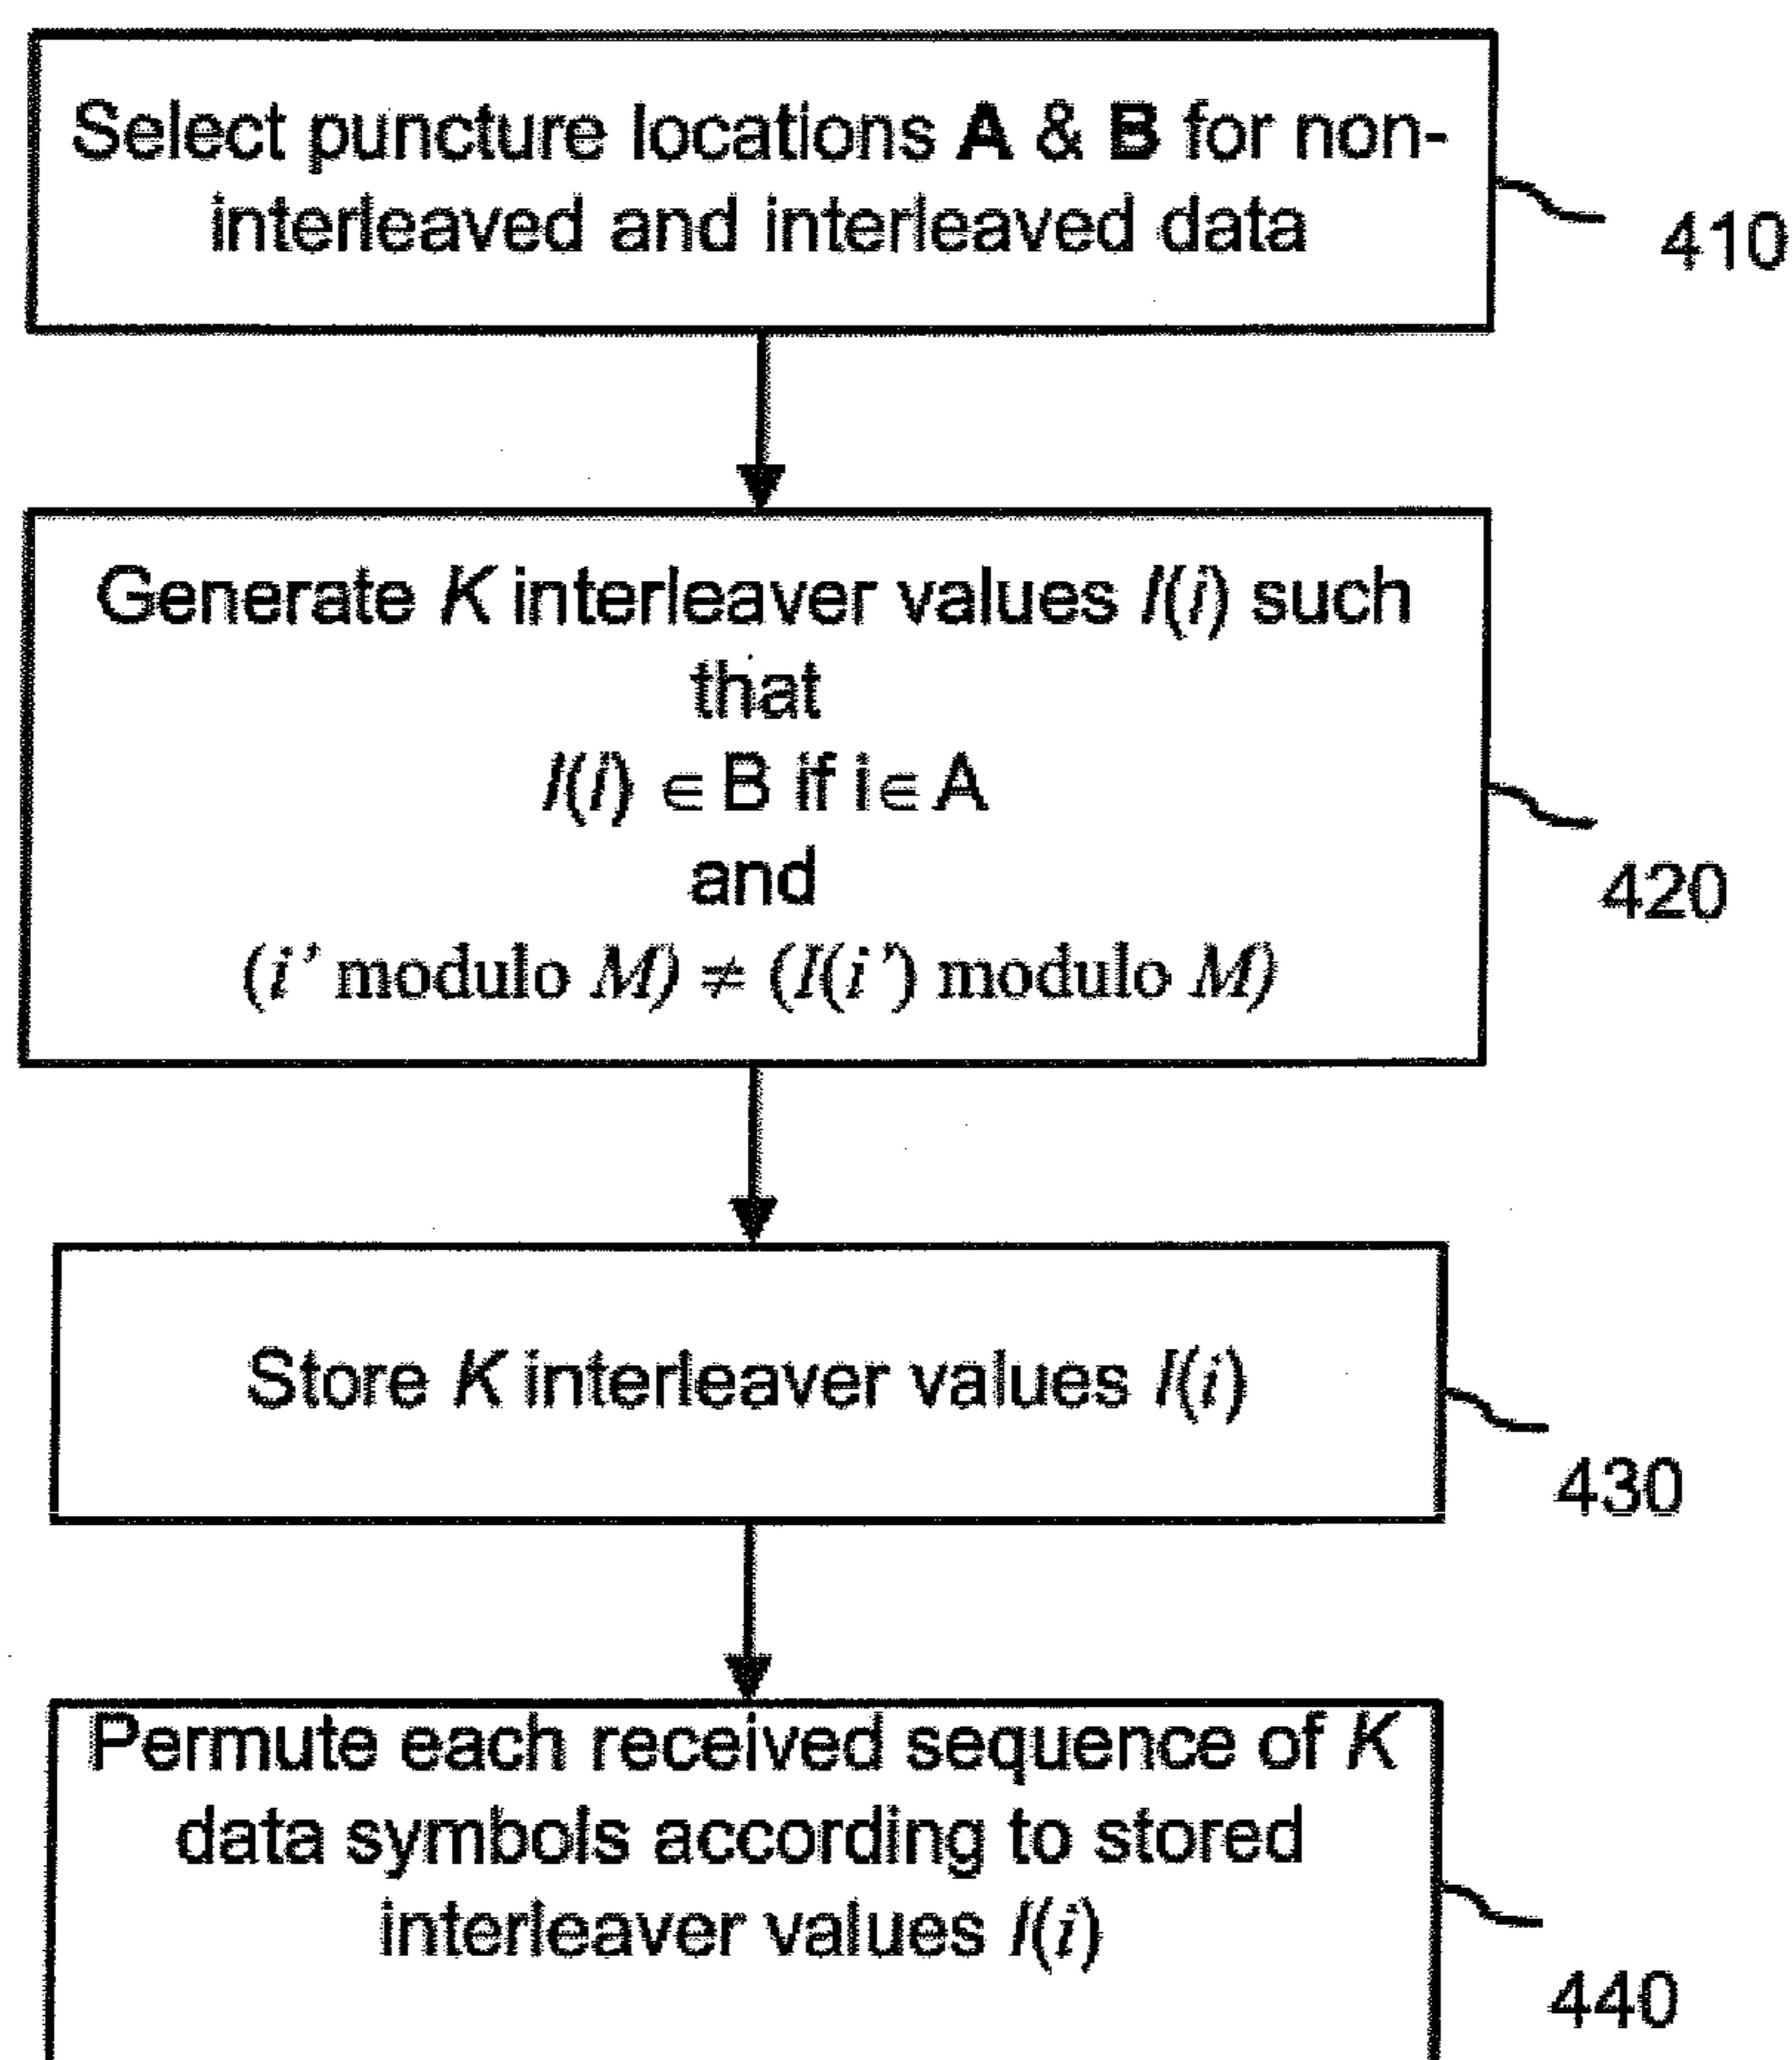 Select puncture locations A & B for non-
interleaved and interleaved data
410
Generate K interleaver values I(i) such
that
I(i) ∈ B if i ∈ A
and
(i’ modulo M) ≠ (I(i’) modulo M)
420
Store K interleaver values I(i)
430
Permute each received sequence of K
data symbols according to stored
interleaver values I(i)
440